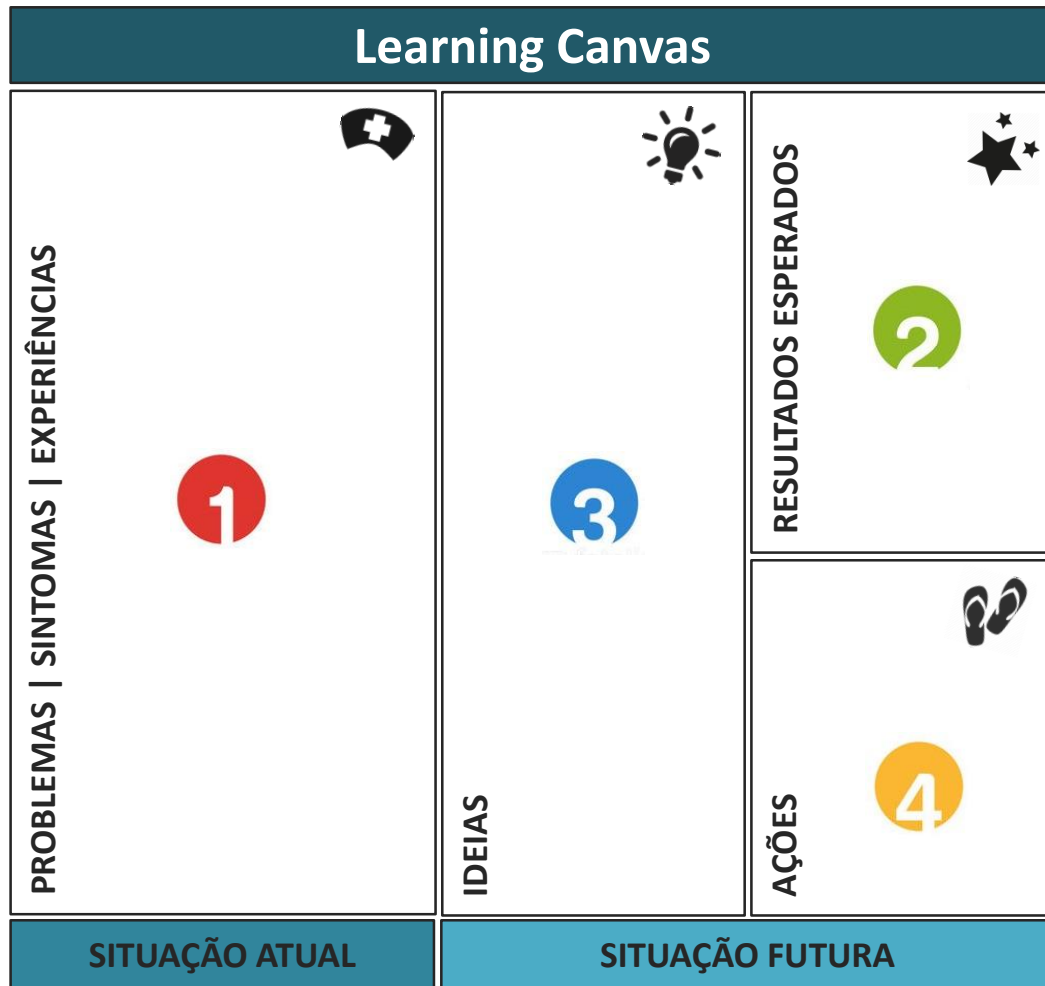 Learning Canvas
PROBLEMAS | SINTOMAS | EXPERIÊNCIAS
1
IDEIAS
3
RESULTADOS ESPERADOS
2
AÇÕES
4
SITUAÇÃO ATUAL
SITUAÇÃO FUTURA